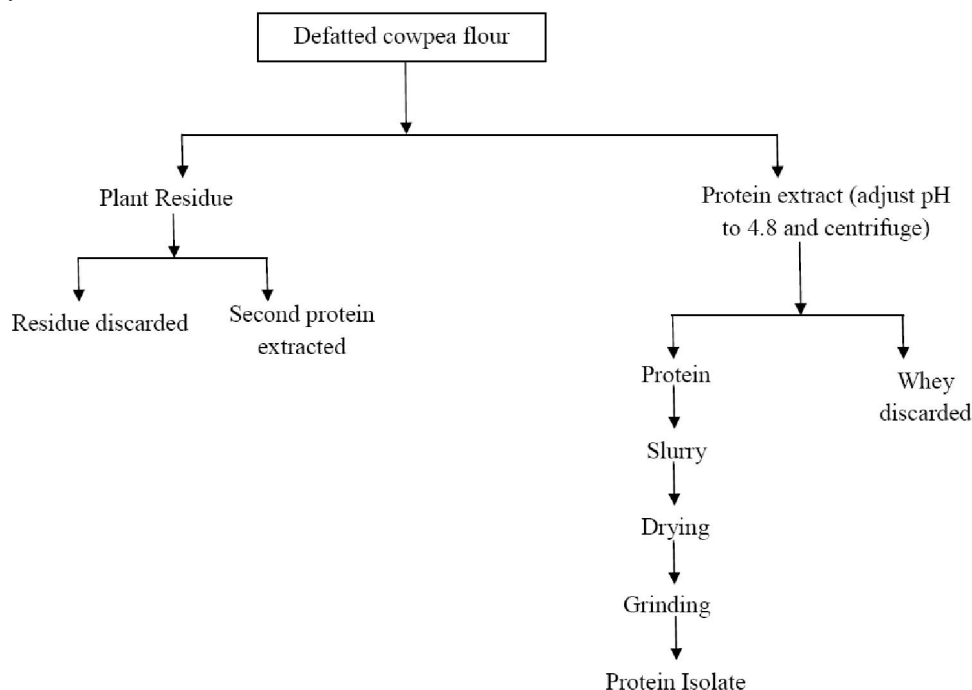 Defatted cowpea flour
Plant Residue
Protein extract (adjust pH
to 4.8 and centrifuge)
Residue discarded
Second protein
extracted
Protein
Whey
discarded
Slurry
Drying
Grinding
Protein Isolate